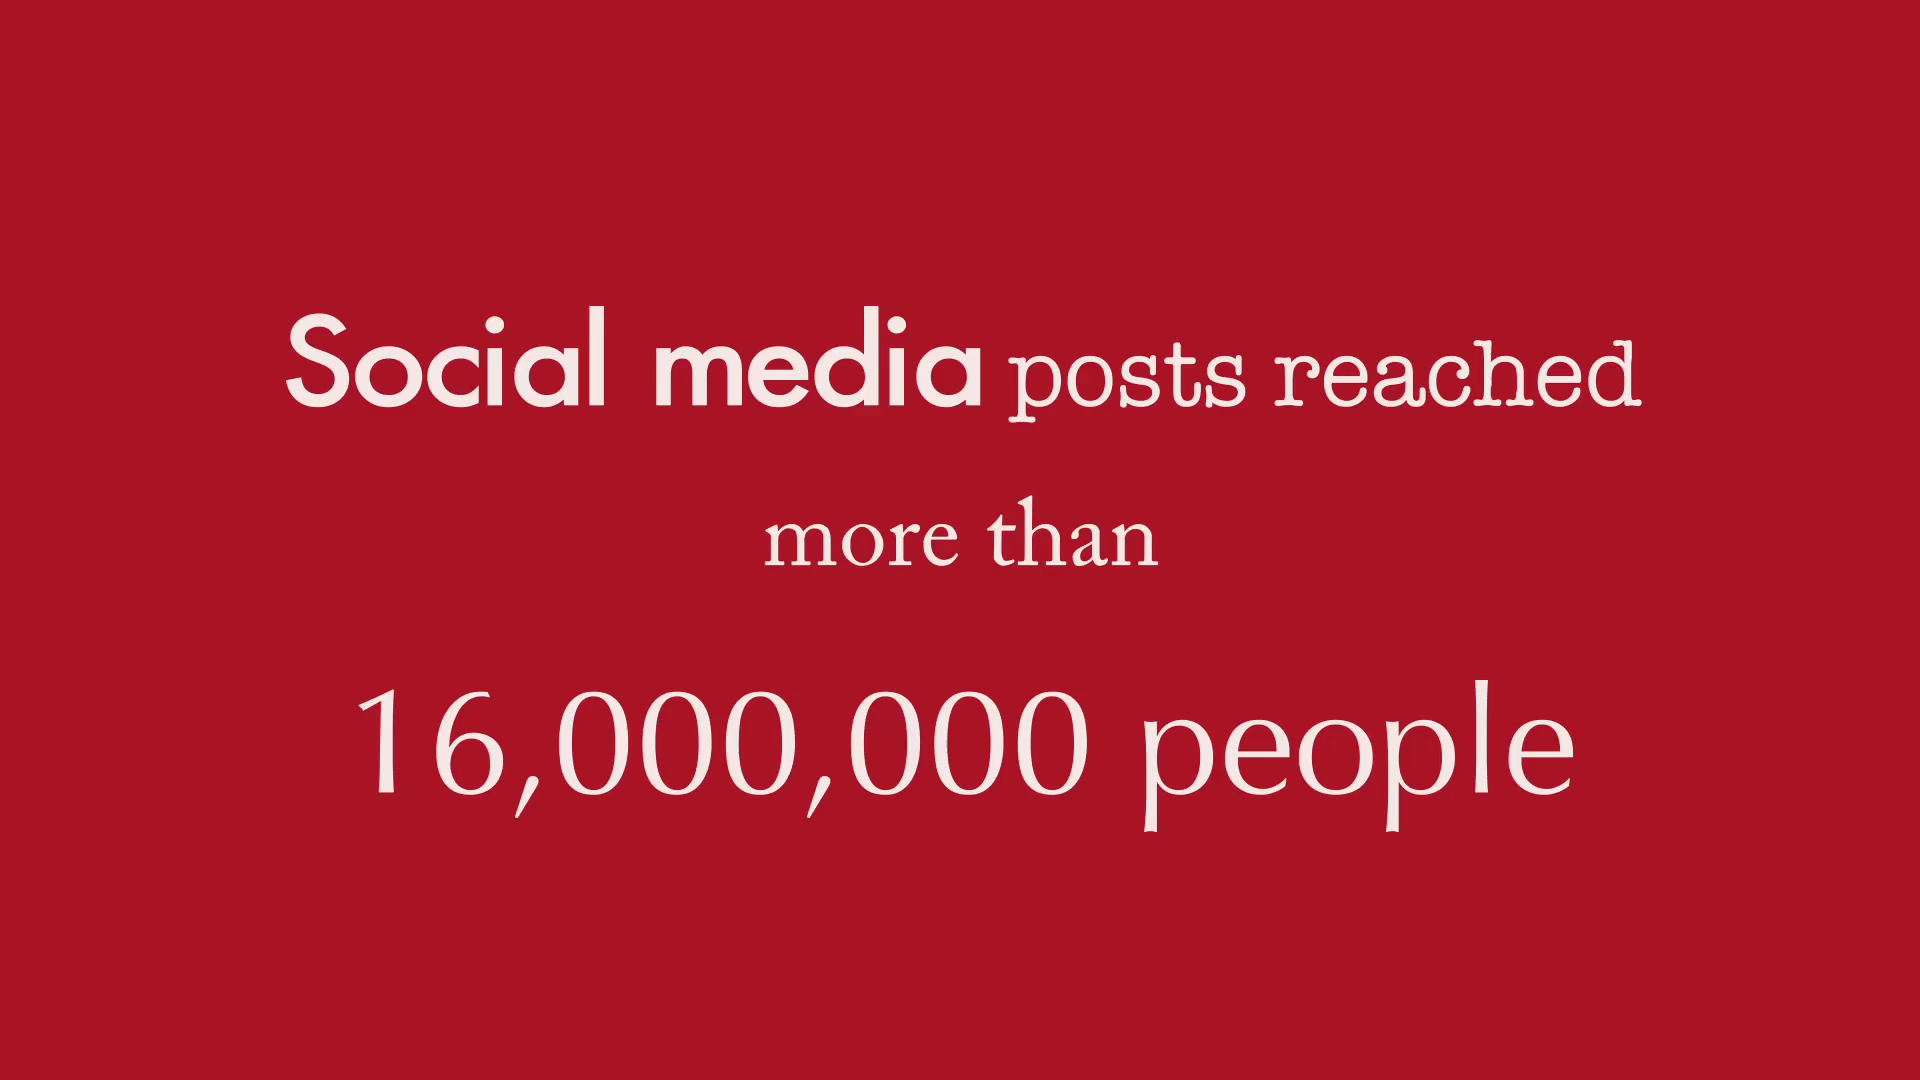 Social media posts reached
more than
16,000,000 people